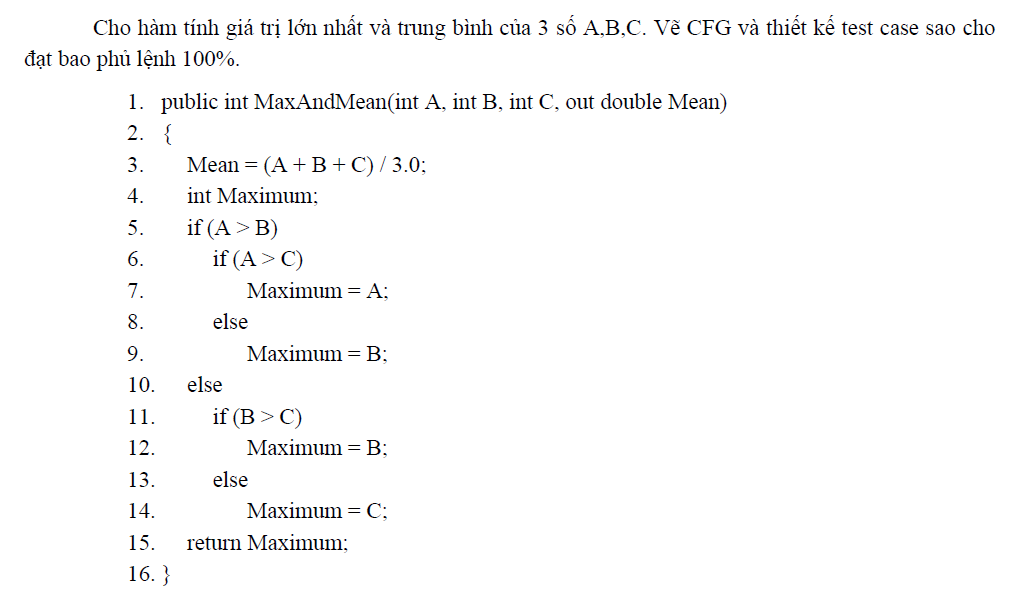 Cho hàm tính giá trị lớn nhất và trung bình của 3 số A,B,C. Vẽ CFG và thiết kế test case sao cho
đạt bao phủ lệnh 100%.
1. public int MaxAndMean(int A, int B, int C, out double Mean)
2. {
3. Mean = (A + B + C) / 3.0;
4. int Maximum;
5. if (A > B)
6. if (A > C)
7. Maximum = A;
8. else
9. Maximum = B;
10. else
11. if (B > C)
12. Maximum = B;
13. else
14. Maximum = C;
15. return Maximum;
16. }